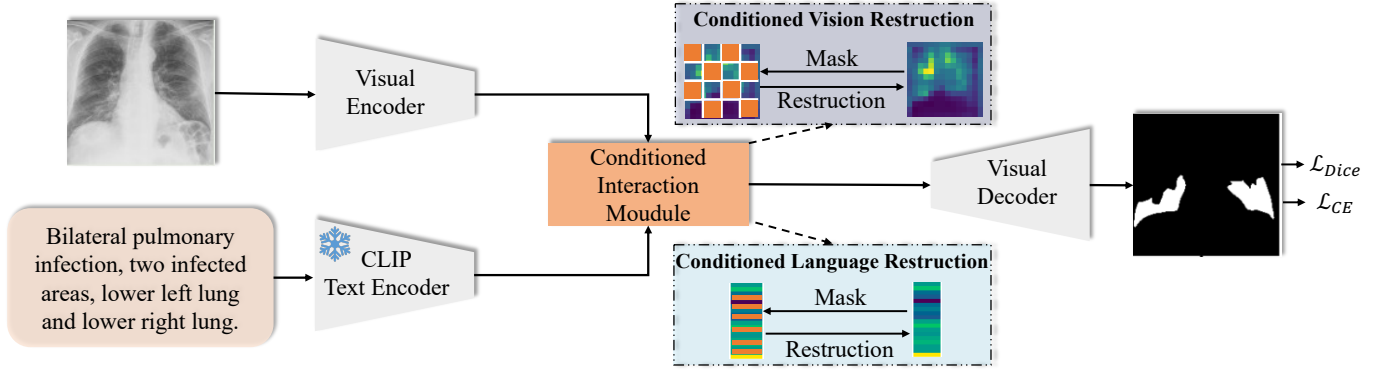 Visual
Encoder
Bilateral pulmonary
infection, two infected
areas, lower left lung
and lower right lung.
CLIP
Text Encoder
Conditioned Vision Restruction
Mask
Restruction
Conditioned
Interaction
Moudule
Conditioned Language Restruction
Mask
Restruction
Visual
Decoder
ℒ_Dice
ℒ_CE